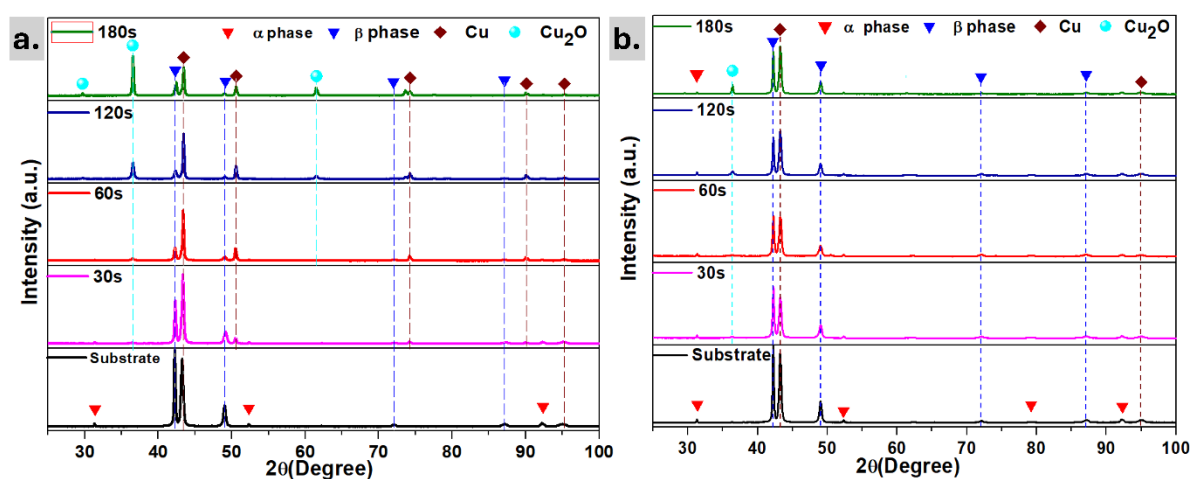 a.
180s α phase β phase Cu Cu2O
120s
60s
30s
Substrate
Intensity (a.u.)
30 40 50 60 70 80 90 100
2θ(Degree)
b.
180s α phase β phase Cu Cu2O
120s
60s
30s
Substrate
Intensity (a.u.)
30 40 50 60 70 80 90 100
2θ(Degree)